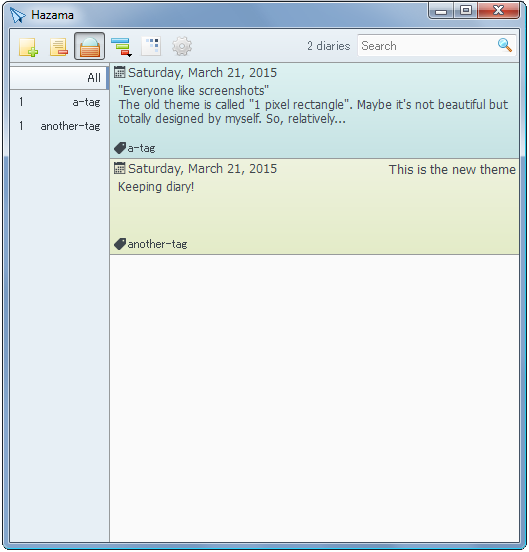 Hazama
2 diaries Search
All
1 a-tag
1 another-tag
Saturday, March 21, 2015
"Everyone like screenshots"
The old theme is called "1 pixel rectangle". Maybe it's not beautiful but
totally designed by myself. So, relatively...
a-tag
Saturday, March 21, 2015 This is the new theme
Keeping diary!
another-tag